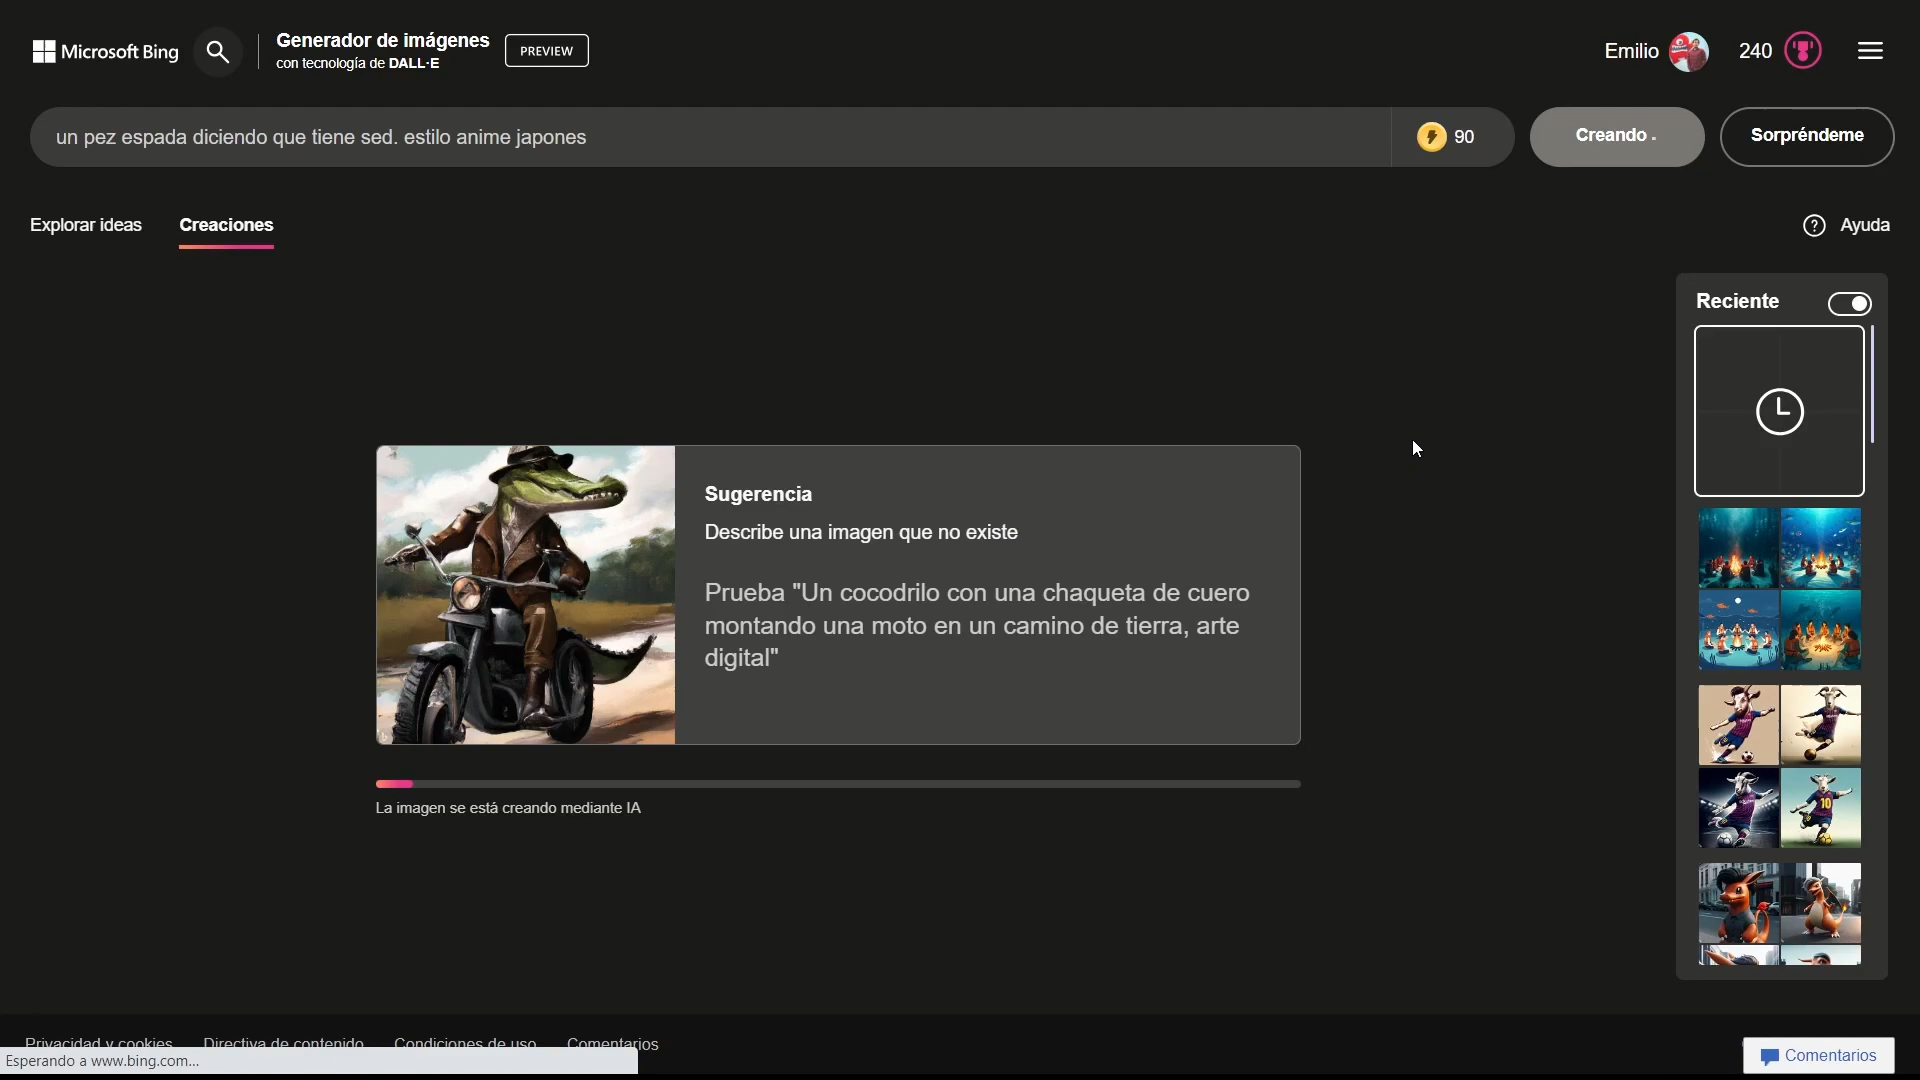 Microsoft Bing
Generador de imágenes
con tecnología de DALL·E
PREVIEW
Emilio
240
un pez espada diciendo que tiene sed. estilo anime japones
90
Creando .
Sorpréndeme
Explorar ideas
Creaciones
Ayuda
Reciente
Sugerencia
Describe una imagen que no existe
Prueba "Un cocodrilo con una chaqueta de cuero
montando una moto en un camino de tierra, arte
digital"
La imagen se está creando mediante IA
10
Privacidad y cookies
Directiva de contenido
Condiciones de uso
Comentarios
Esperando a www.bing.com...
Comentarios